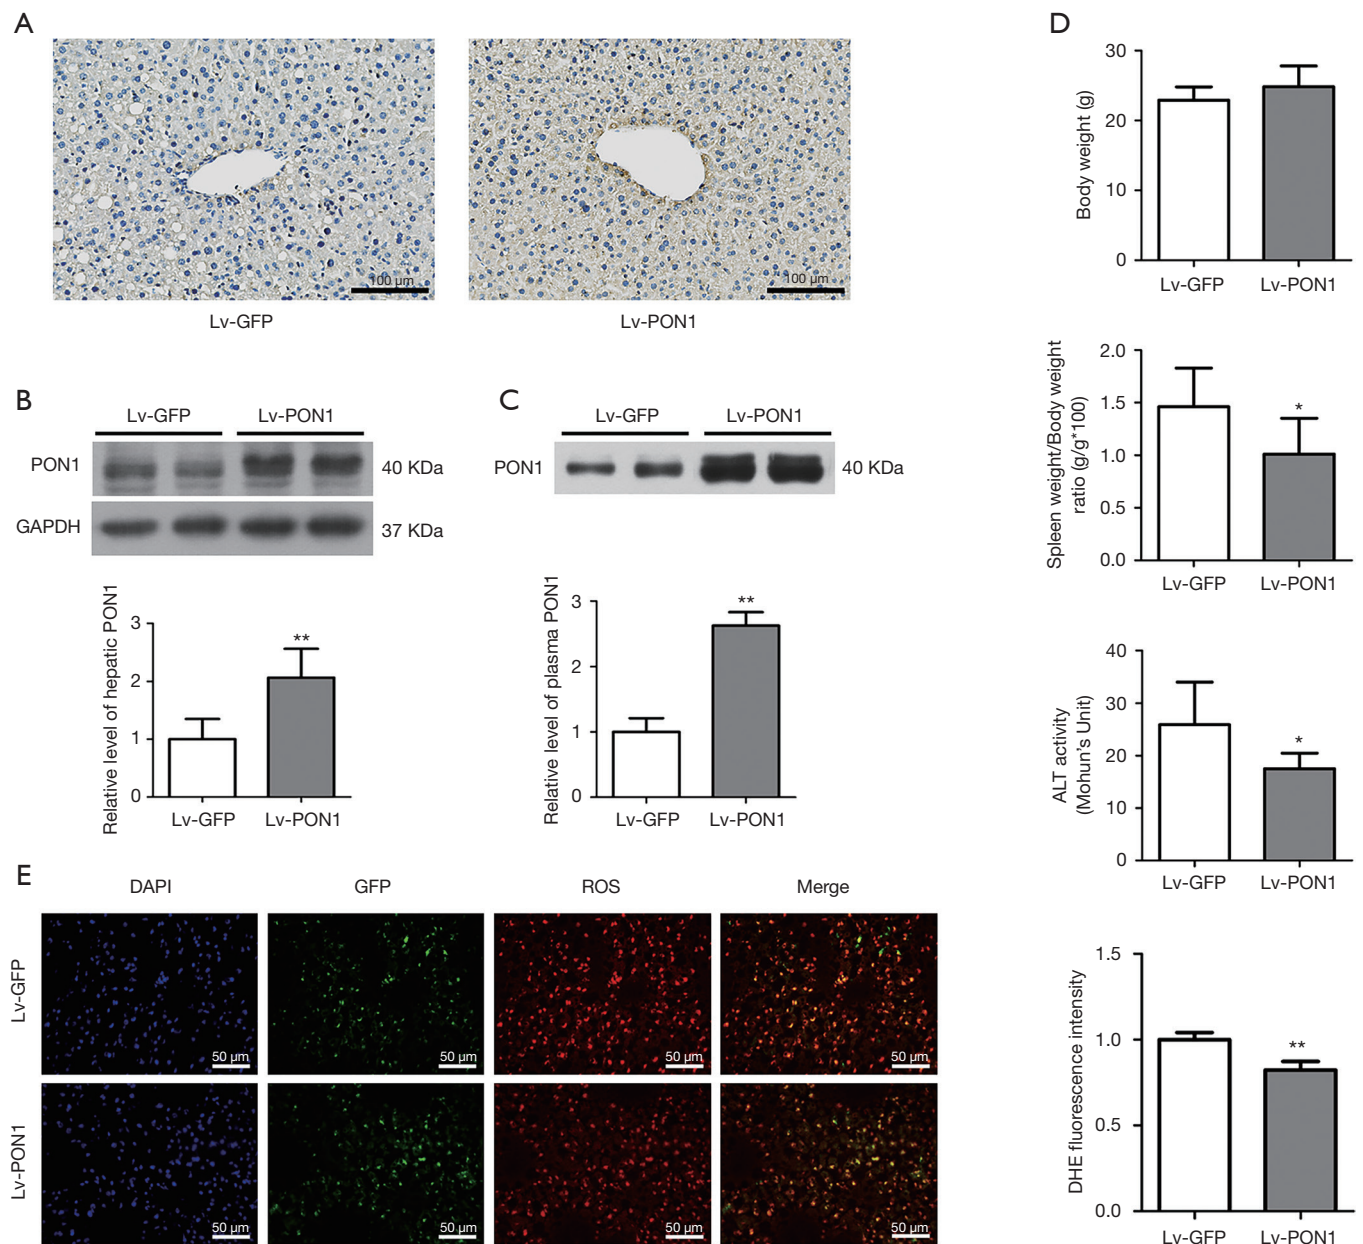 A
100 µm
100 µm
Lv-GFP
Lv-PON1
B
Lv-GFP
Lv-PON1
PON1
40 KDa
GAPDH
37 KDa
Relative level of hepatic PON1
3
2
1
0
**
Lv-GFP
Lv-PON1
C
Lv-GFP
Lv-PON1
PON1
40 KDa
Relative level of plasma PON1
3
2
1
0
**
Lv-GFP
Lv-PON1
D
Body weight (g)
30
20
10
0
Lv-GFP
Lv-PON1
Spleen weight/Body weight
ratio (g/g*100)
2.0
1.5
1.0
0.5
0.0
*
Lv-GFP
Lv-PON1
ALT activity
(Mohun's Unit)
40
30
20
10
0
*
Lv-GFP
Lv-PON1
DHE fluorescence intensity
1.5
1.0
0.5
0.0
**
Lv-GFP
Lv-PON1
E
DAPI
GFP
ROS
Merge
Lv-GFP
50 µm
50 µm
50 µm
50 µm
Lv-PON1
50 µm
50 µm
50 µm
50 µm